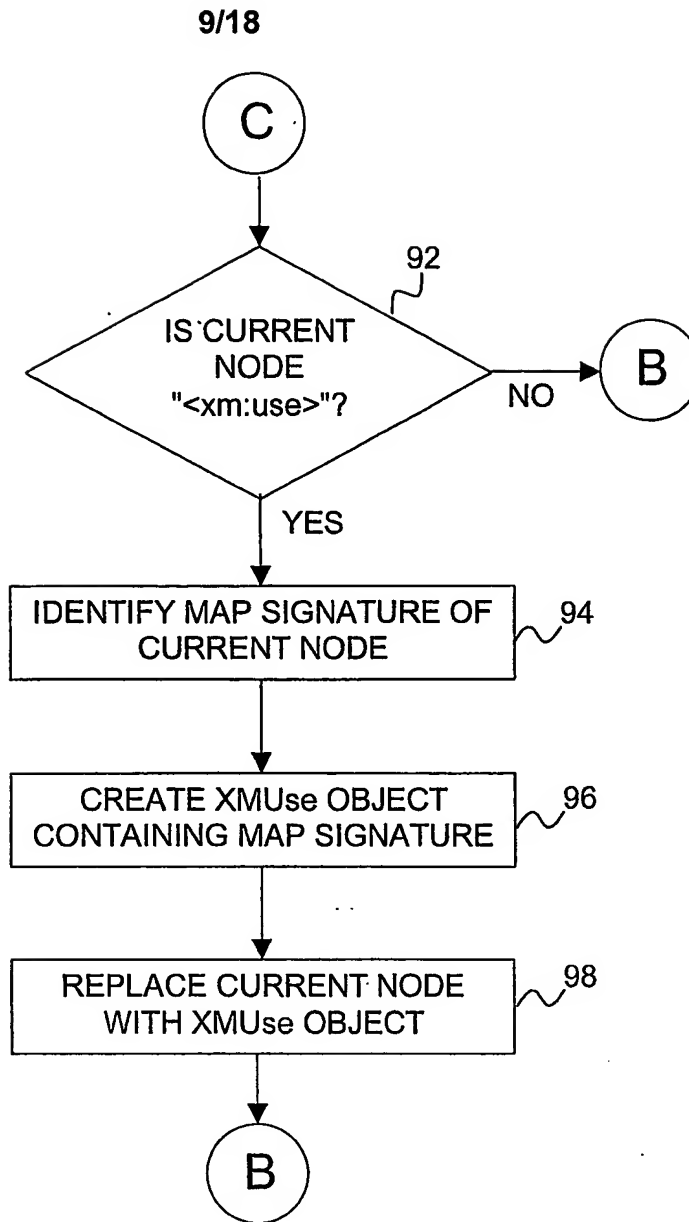 9/18
C
92
IS CURRENT
NODE
"<xm:use>"?
NO
B
YES
IDENTIFY MAP SIGNATURE OF
CURRENT NODE
94
CREATE XMUse OBJECT
CONTAINING MAP SIGNATURE
96
REPLACE CURRENT NODE
WITH XMUse OBJECT
98
B